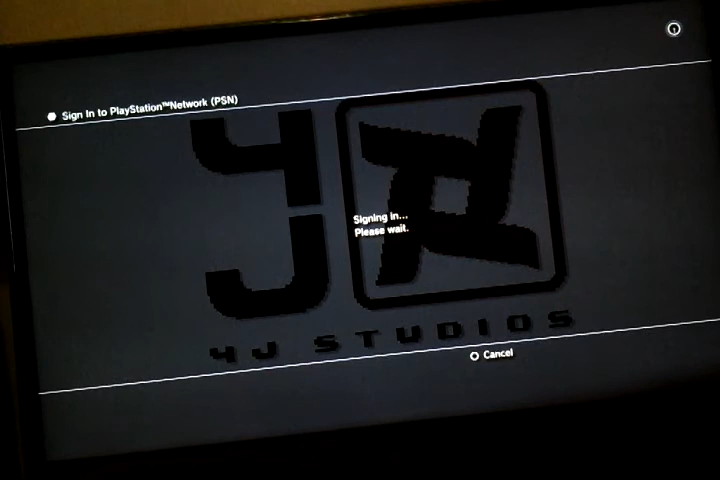 Sign In to PlayStation™Network (PSN)
4J
Signing in...
Please wait.
4J STUDIOS
Cancel